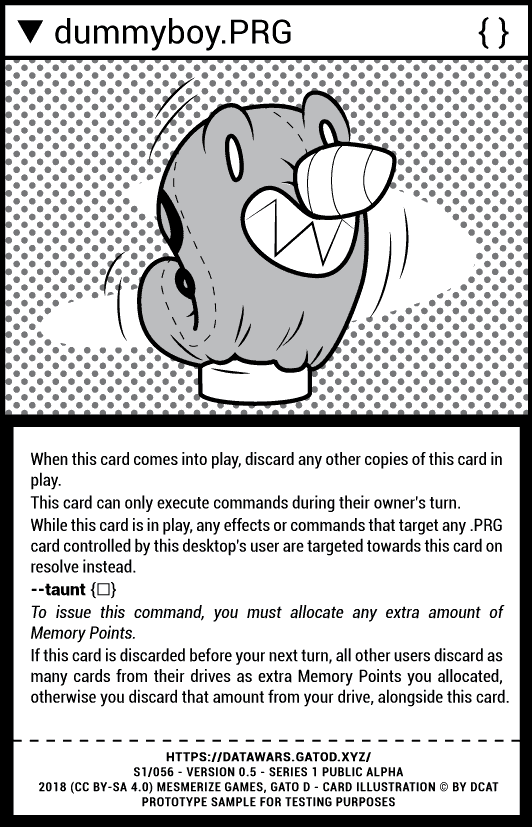 ▼ dummyboy.PRG { }
When this card comes into play, discard any other copies of this card in
play.
This card can only execute commands during their owner's turn.
While this card is in play, any effects or commands that target any .PRG
card controlled by this desktop's user are targeted towards this card on
resolve instead.
--taunt {□}
To issue this command, you must allocate any extra amount of
Memory Points.
If this card is discarded before your next turn, all other users discard as
many cards from their drives as extra Memory Points you allocated,
otherwise you discard that amount from your drive, alongside this card.
HTTPS://DATAWARS.GATOD.XYZ/
S1/056 - VERSION 0.5 - SERIES 1 PUBLIC ALPHA
2018 (CC BY-SA 4.0) MESMERIZE GAMES, GATO D - CARD ILLUSTRATION © BY DCAT
PROTOTYPE SAMPLE FOR TESTING PURPOSES